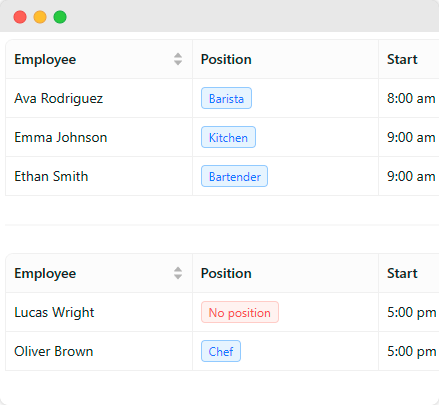 Employee Position Start
Ava Rodriguez Barista 8:00 am
Emma Johnson Kitchen 9:00 am
Ethan Smith Bartender 9:00 am
Employee Position Start
Lucas Wright No position 5:00 pm
Oliver Brown Chef 5:00 pm